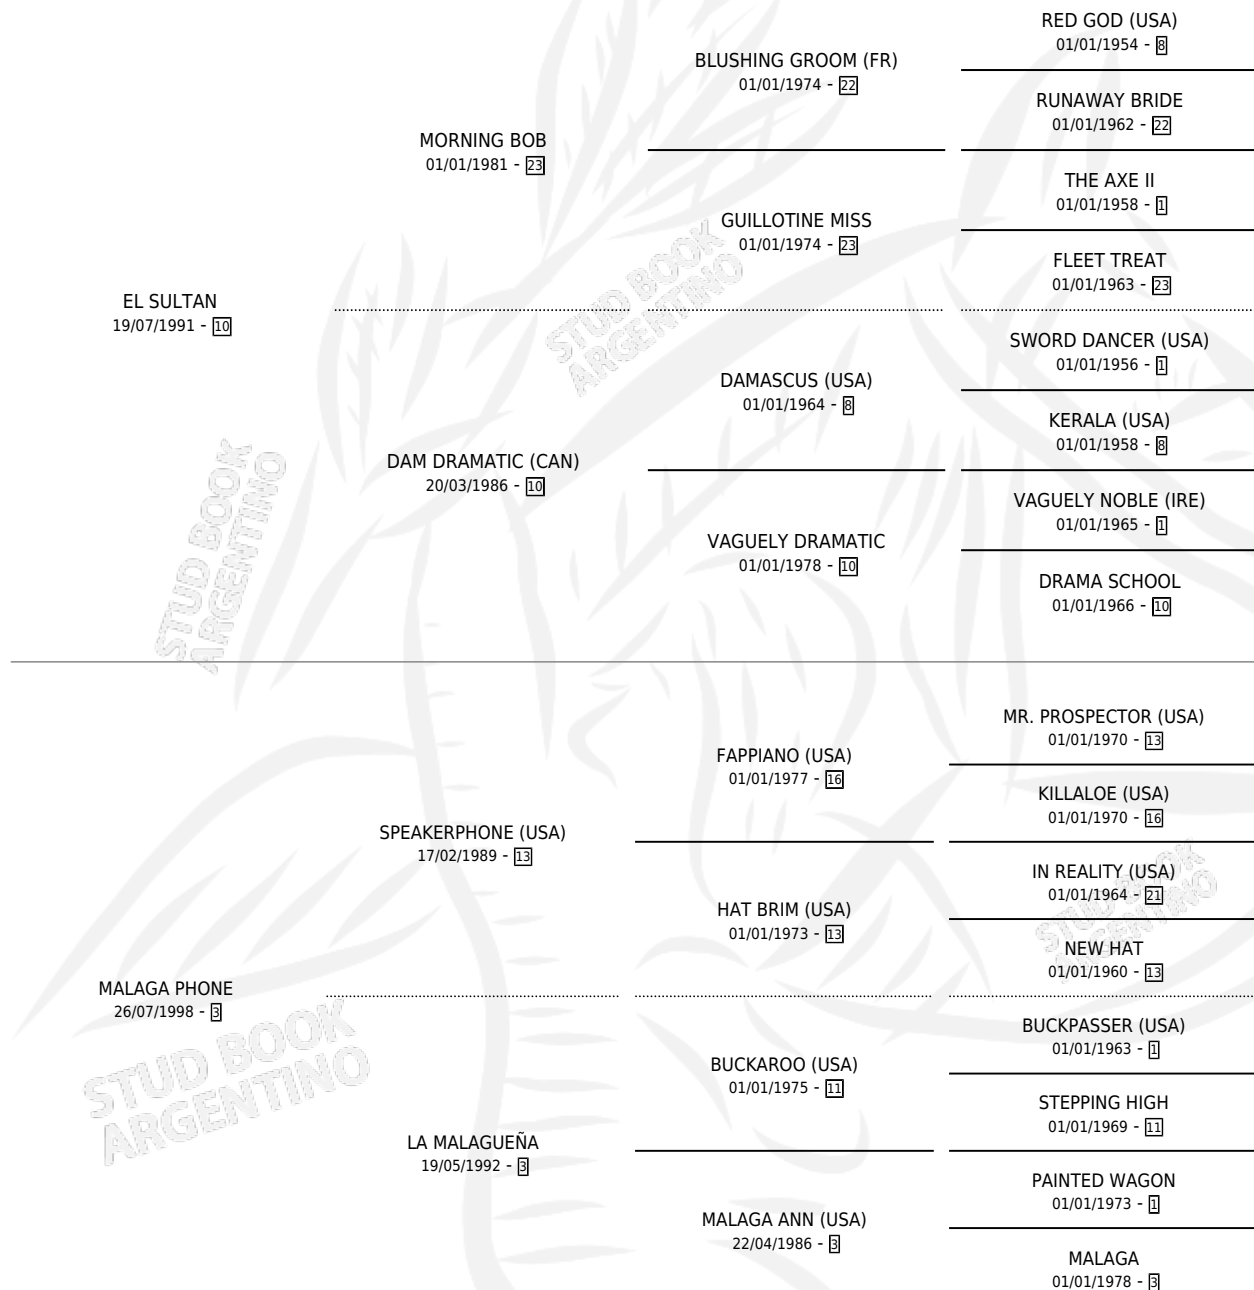 RED GOD (USA)
01/01/1954 - 8
BLUSHING GROOM (FR)
01/01/1974 - 22
RUNAWAY BRIDE
01/01/1962 - 22
MORNING BOB
01/01/1981 - 23
THE AXE II
01/01/1958 - 1
GUILLOTINE MISS
01/01/1974 - 23
FLEET TREAT
01/01/1963 - 23
EL SULTAN
19/07/1991 - 10
SWORD DANCER (USA)
01/01/1956 - 1
DAMASCUS (USA)
01/01/1964 - 8
KERALA (USA)
01/01/1958 - 8
DAM DRAMATIC (CAN)
20/03/1986 - 10
VAGUELY NOBLE (IRE)
01/01/1965 - 1
VAGUELY DRAMATIC
01/01/1978 - 10
DRAMA SCHOOL
01/01/1966 - 10
MR. PROSPECTOR (USA)
01/01/1970 - 13
FAPPIANO (USA)
01/01/1977 - 16
KILLALOE (USA)
01/01/1970 - 16
SPEAKERPHONE (USA)
17/02/1989 - 13
IN REALITY (USA)
01/01/1964 - 21
HAT BRIM (USA)
01/01/1973 - 13
NEW HAT
01/01/1960 - 13
MALAGA PHONE
26/07/1998 - 3
BUCKPASSER (USA)
01/01/1963 - 1
BUCKAROO (USA)
01/01/1975 - 11
STEPPING HIGH
01/01/1969 - 11
LA MALAGUEÑA
19/05/1992 - 3
PAINTED WAGON
01/01/1973 - 1
MALAGA ANN (USA)
22/04/1986 - 3
MALAGA
01/01/1978 - 3
STUD BOOK
ARGENTINO
STUD BOOK
ARGENTINO
STUD BOOK
ARGENTINO
STUD BOOK
ARGENTINO